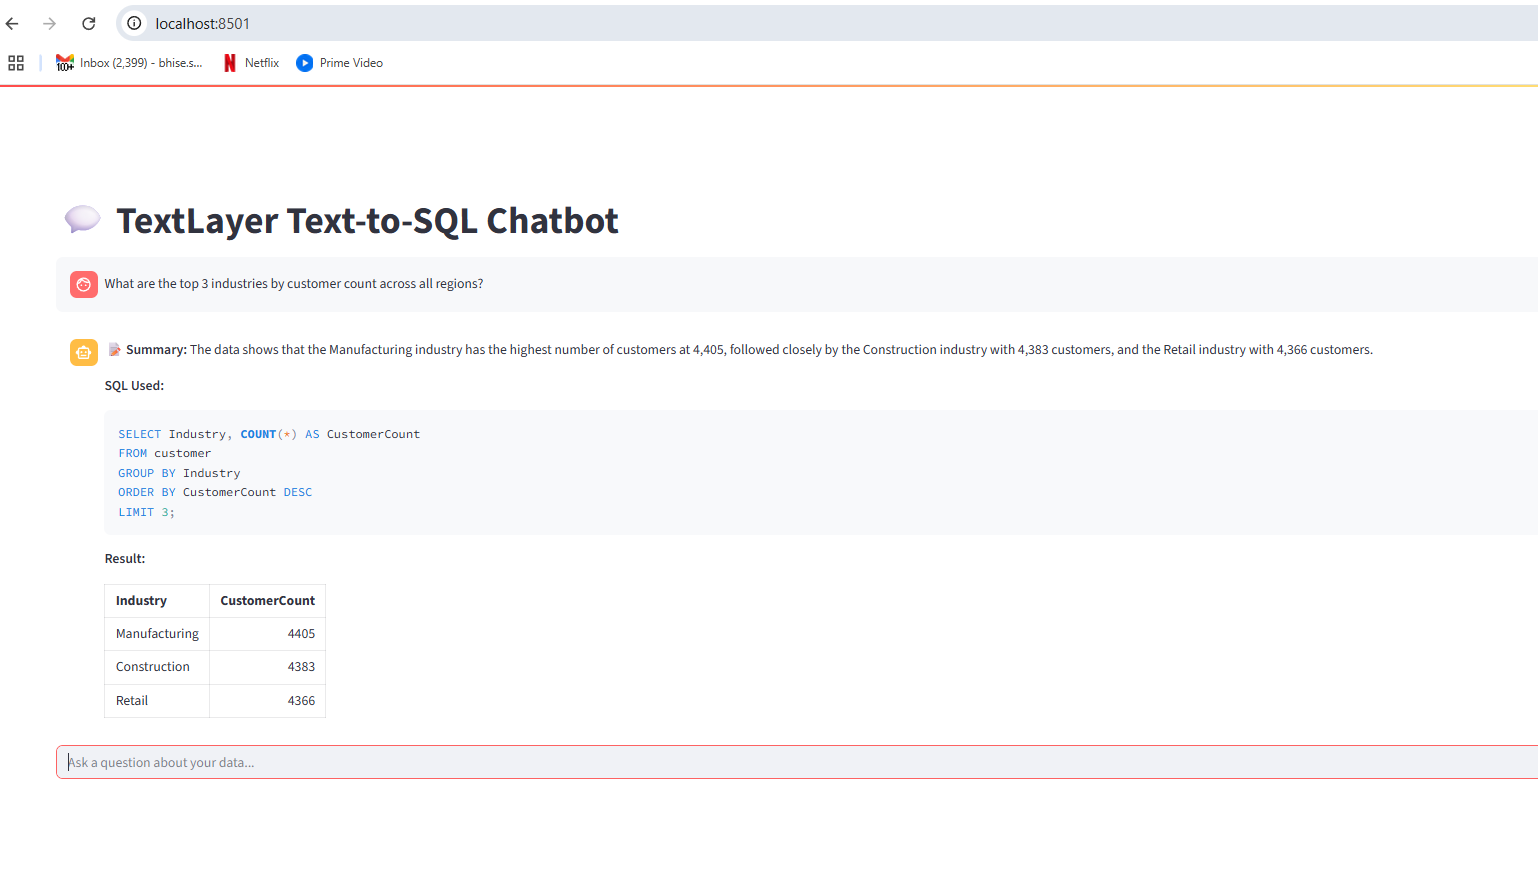 localhost:8501
100+ Inbox (2,399) - bhise.s... Netflix Prime Video
TextLayer Text-to-SQL Chatbot
What are the top 3 industries by customer count across all regions?
Summary: The data shows that the Manufacturing industry has the highest number of customers at 4,405, followed closely by the Construction industry with 4,383 customers, and the Retail industry with 4,366 customers.
SQL Used:
SELECT Industry, COUNT(*) AS CustomerCount
FROM customer
GROUP BY Industry
ORDER BY CustomerCount DESC
LIMIT 3;
Result:
Industry CustomerCount
Manufacturing 4405
Construction 4383
Retail 4366
Ask a question about your data...